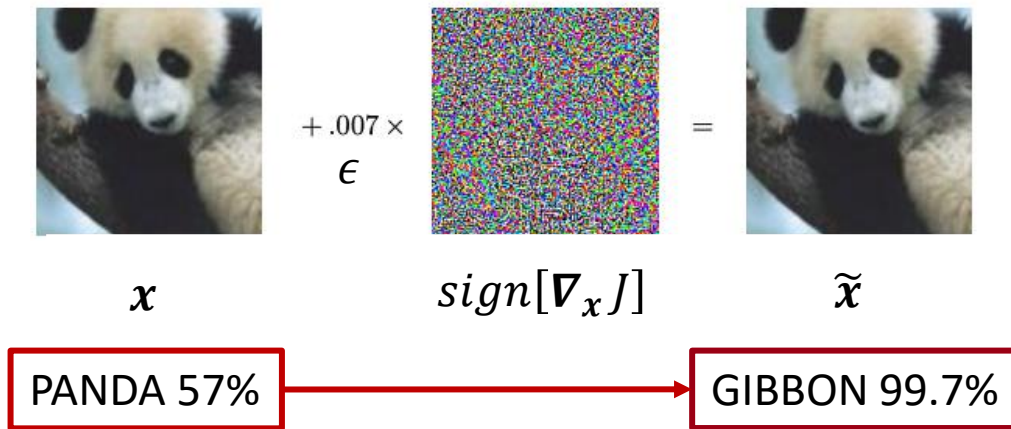 + .007 ×
=
ϵ
x
sign[∇ₓ J]
x̃
PANDA 57%
GIBBON 99.7%